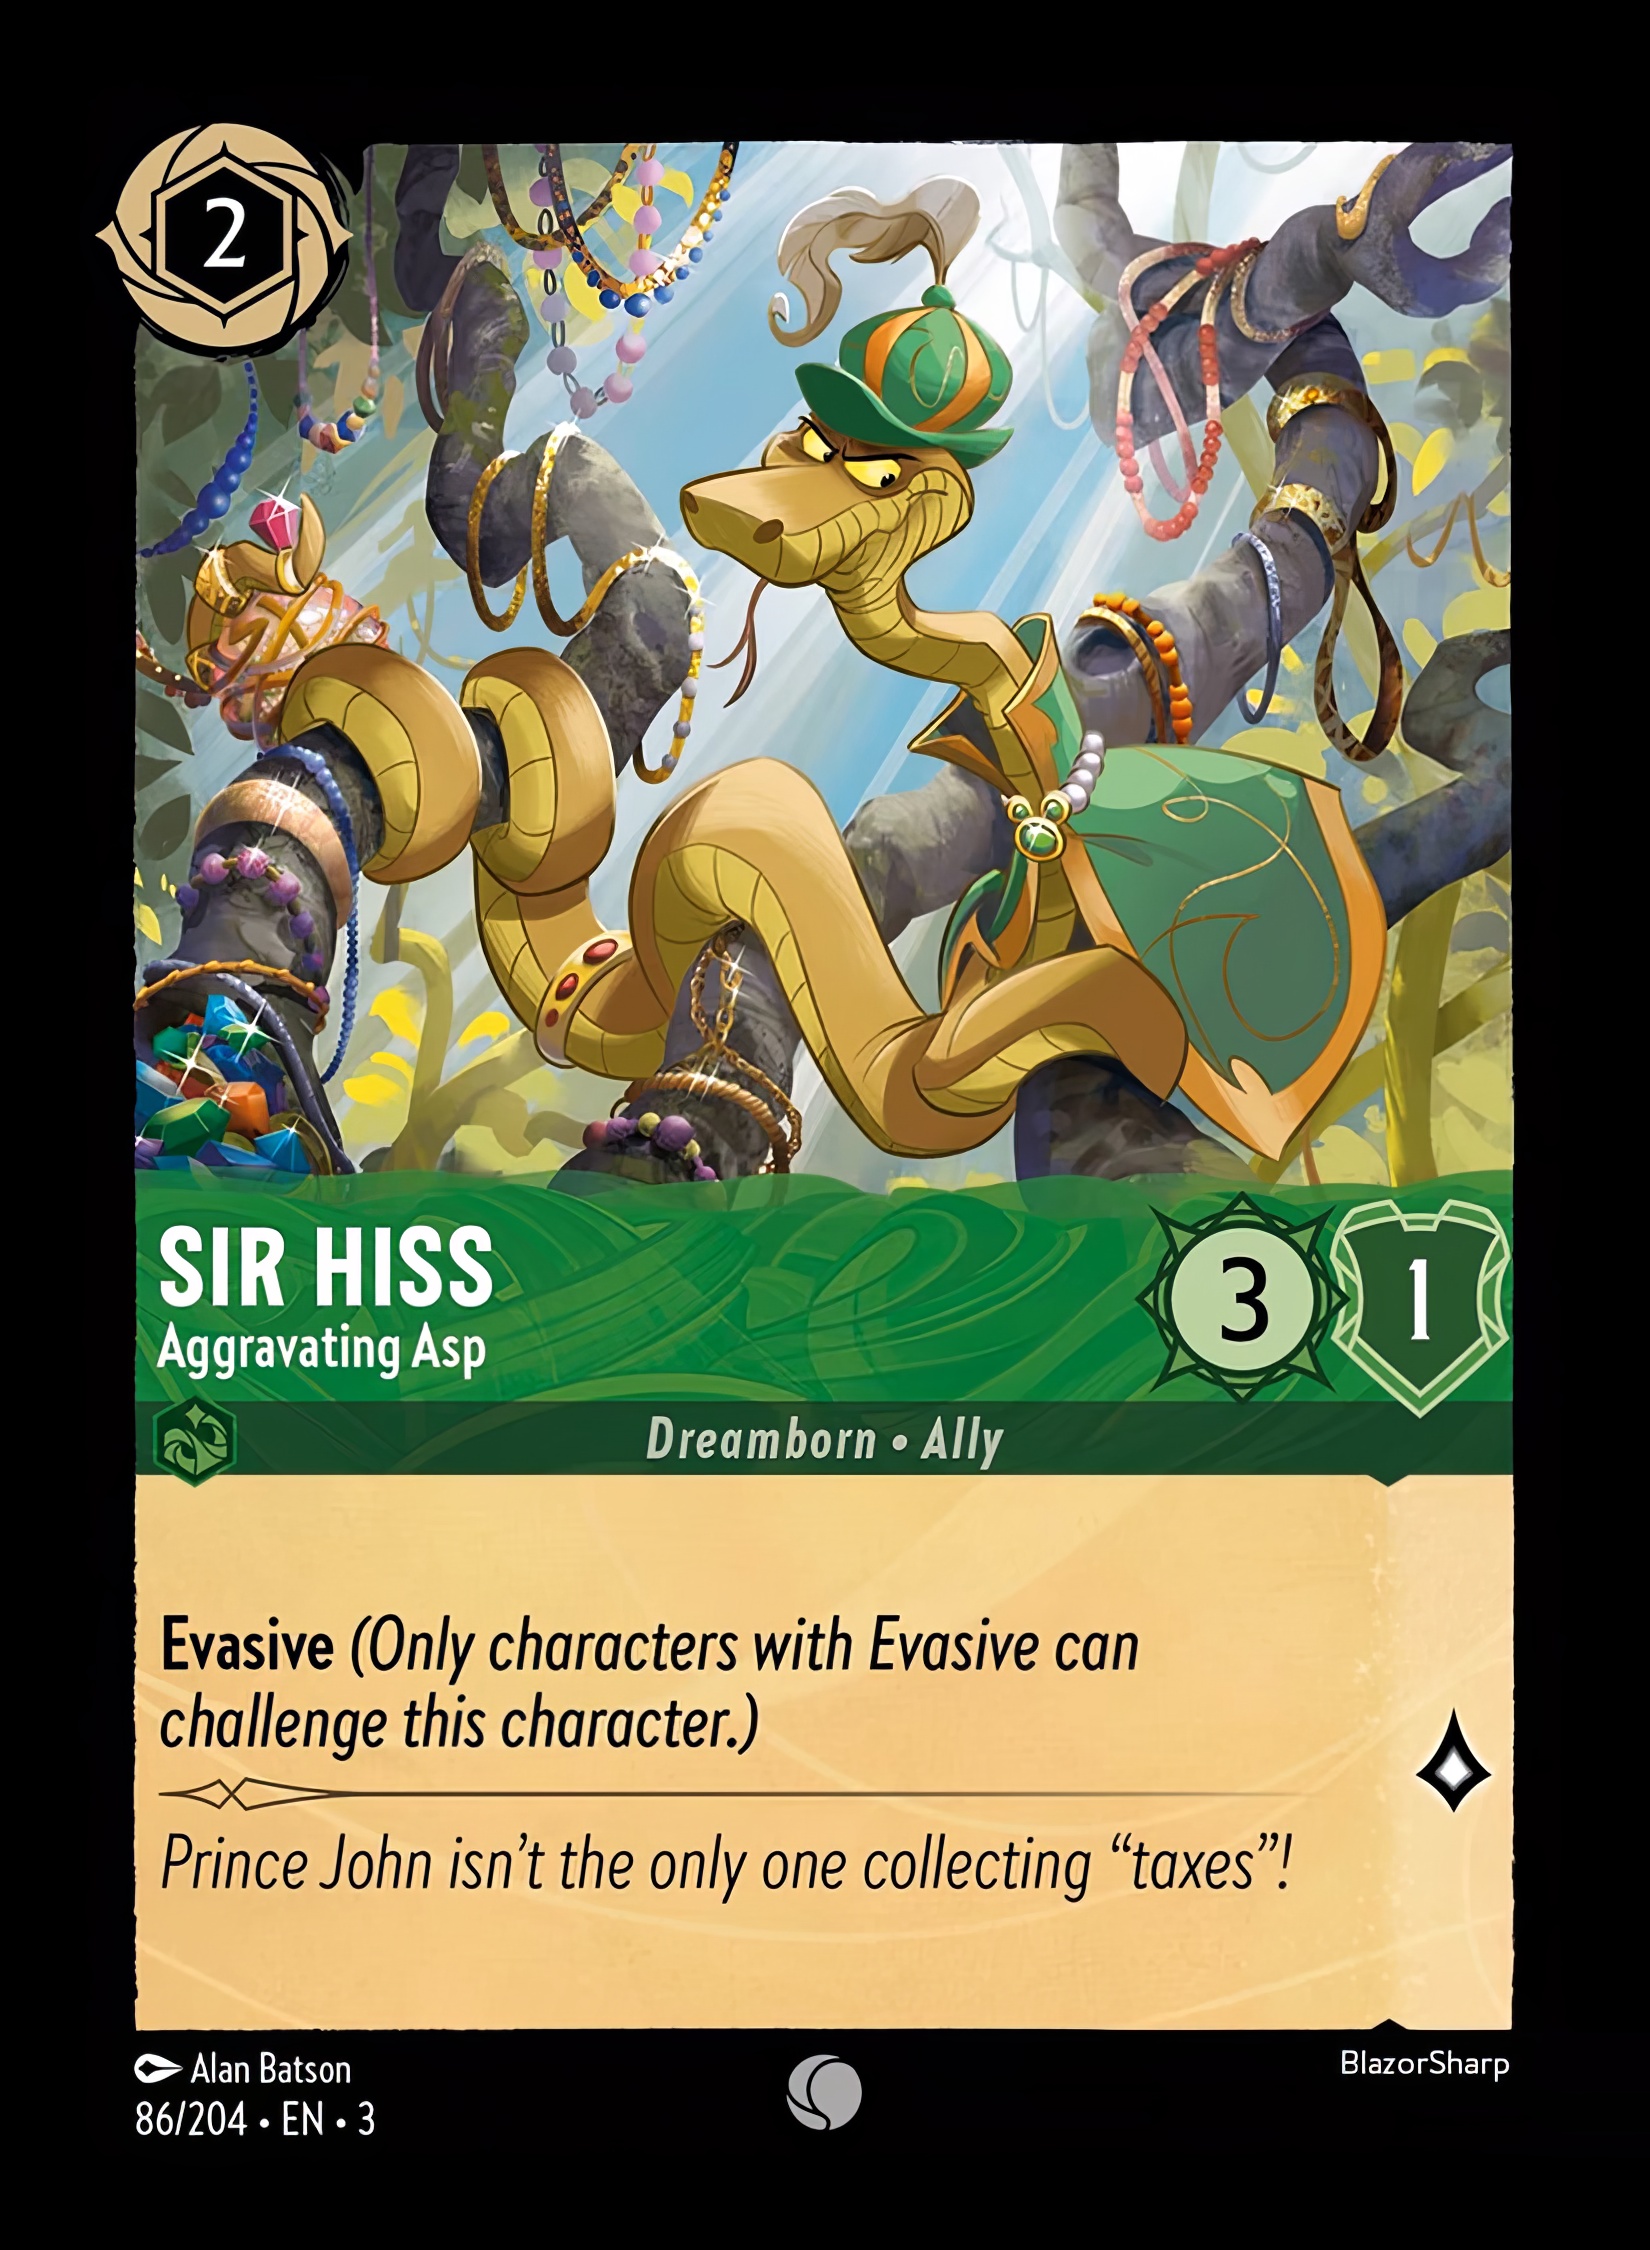 2
SIR HISS
Aggravating Asp
3
1
Dreamborn • Ally
Evasive (Only characters with Evasive can
challenge this character.)
Prince John isn’t the only one collecting “taxes”!
Alan Batson
BlazorSharp
86/204 • EN • 3